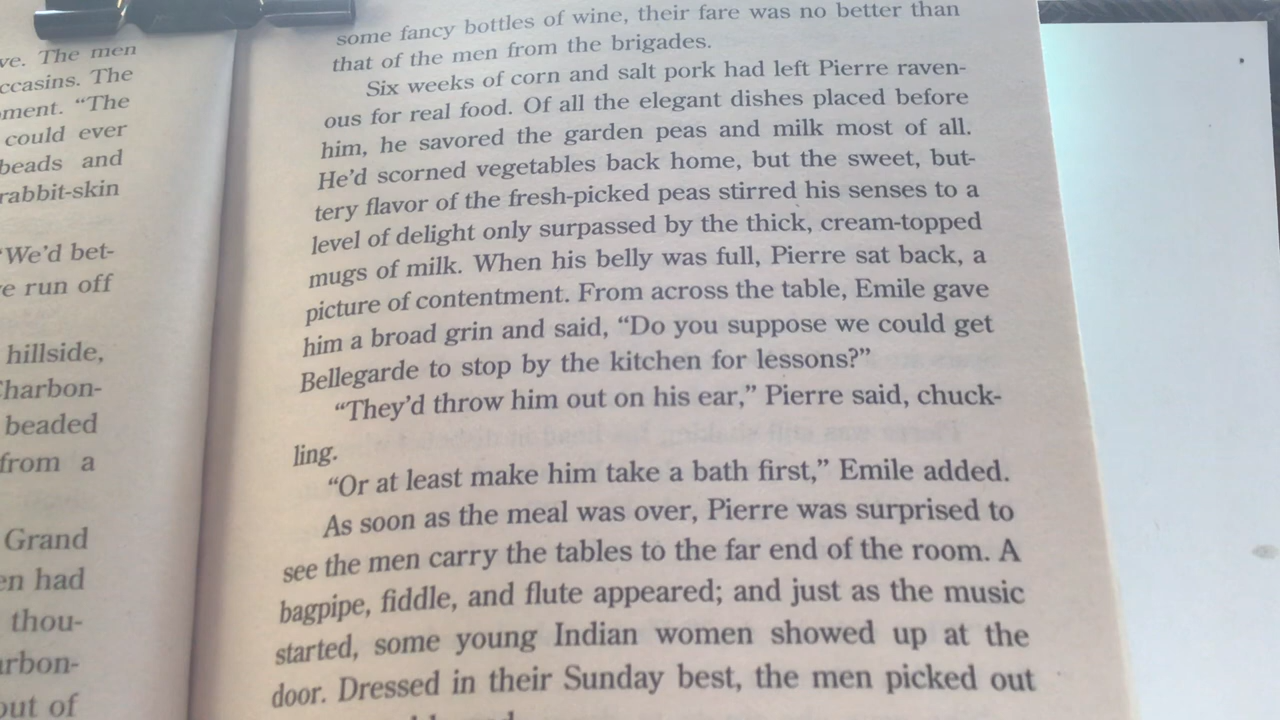 ve. The men
ccasins. The
ment. “The
could ever
beads and
rabbit-skin
“We’d bet-
e run off
hillside,
Charbon-
beaded
from a
Grand
en had
thou-
arbon-
out of
some fancy bottles of wine, their fare was no better than
that of the men from the brigades.
Six weeks of corn and salt pork had left Pierre raven-
ous for real food. Of all the elegant dishes placed before
him, he savored the garden peas and milk most of all.
He’d scorned vegetables back home, but the sweet, but-
tery flavor of the fresh-picked peas stirred his senses to a
level of delight only surpassed by the thick, cream-topped
mugs of milk. When his belly was full, Pierre sat back, a
picture of contentment. From across the table, Emile gave
him a broad grin and said, “Do you suppose we could get
Bellegarde to stop by the kitchen for lessons?”
“They’d throw him out on his ear,” Pierre said, chuck-
ling.
“Or at least make him take a bath first,” Emile added.
As soon as the meal was over, Pierre was surprised to
see the men carry the tables to the far end of the room. A
bagpipe, fiddle, and flute appeared; and just as the music
started, some young Indian women showed up at the
door. Dressed in their Sunday best, the men picked out